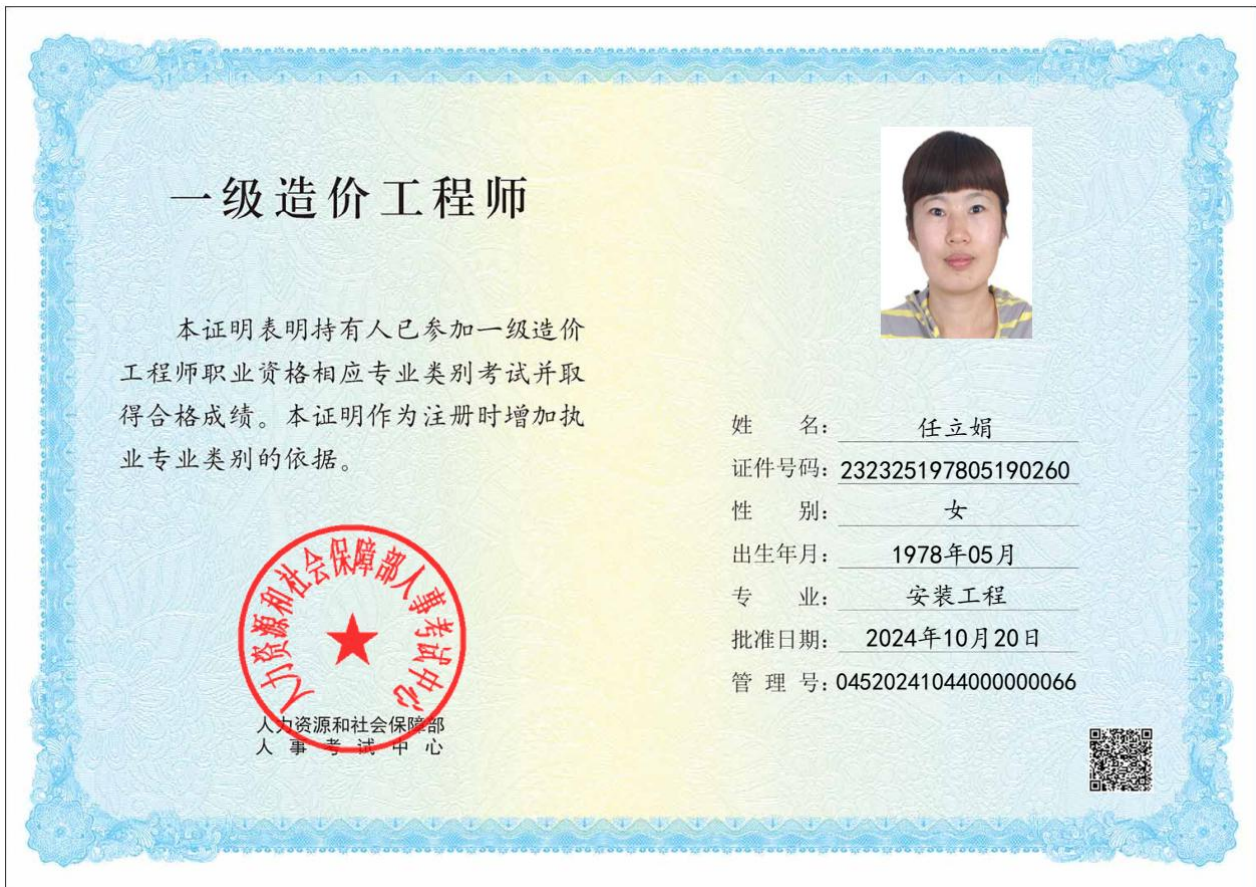 一级造价工程师
本证明表明持有人已参加一级造价
工程师职业资格相应专业类别考试并取
得合格成绩。本证明作为注册时增加执
业专业类别的依据。
人力资源和社会保障部人事考试中心
人力资源和社会保障部
人事考试中心
姓 名：任立娟
证件号码：232325197805190260
性 别：女
出生年月：1978年05月
专 业：安装工程
批准日期：2024年10月20日
管 理 号：04520241044000000066